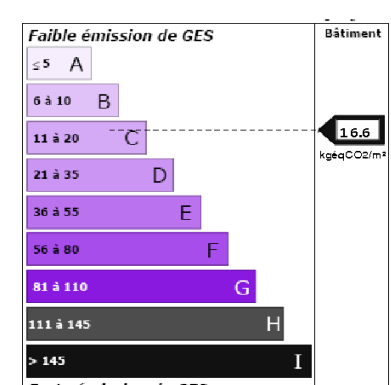 Faible émission de GES
Bâtiment
≤ 5 A
6 à 10 B
11 à 20 C
16.6
kgéqCO2/m²
21 à 35 D
36 à 55 E
56 à 80 F
81 à 110 G
111 à 145 H
> 145 I